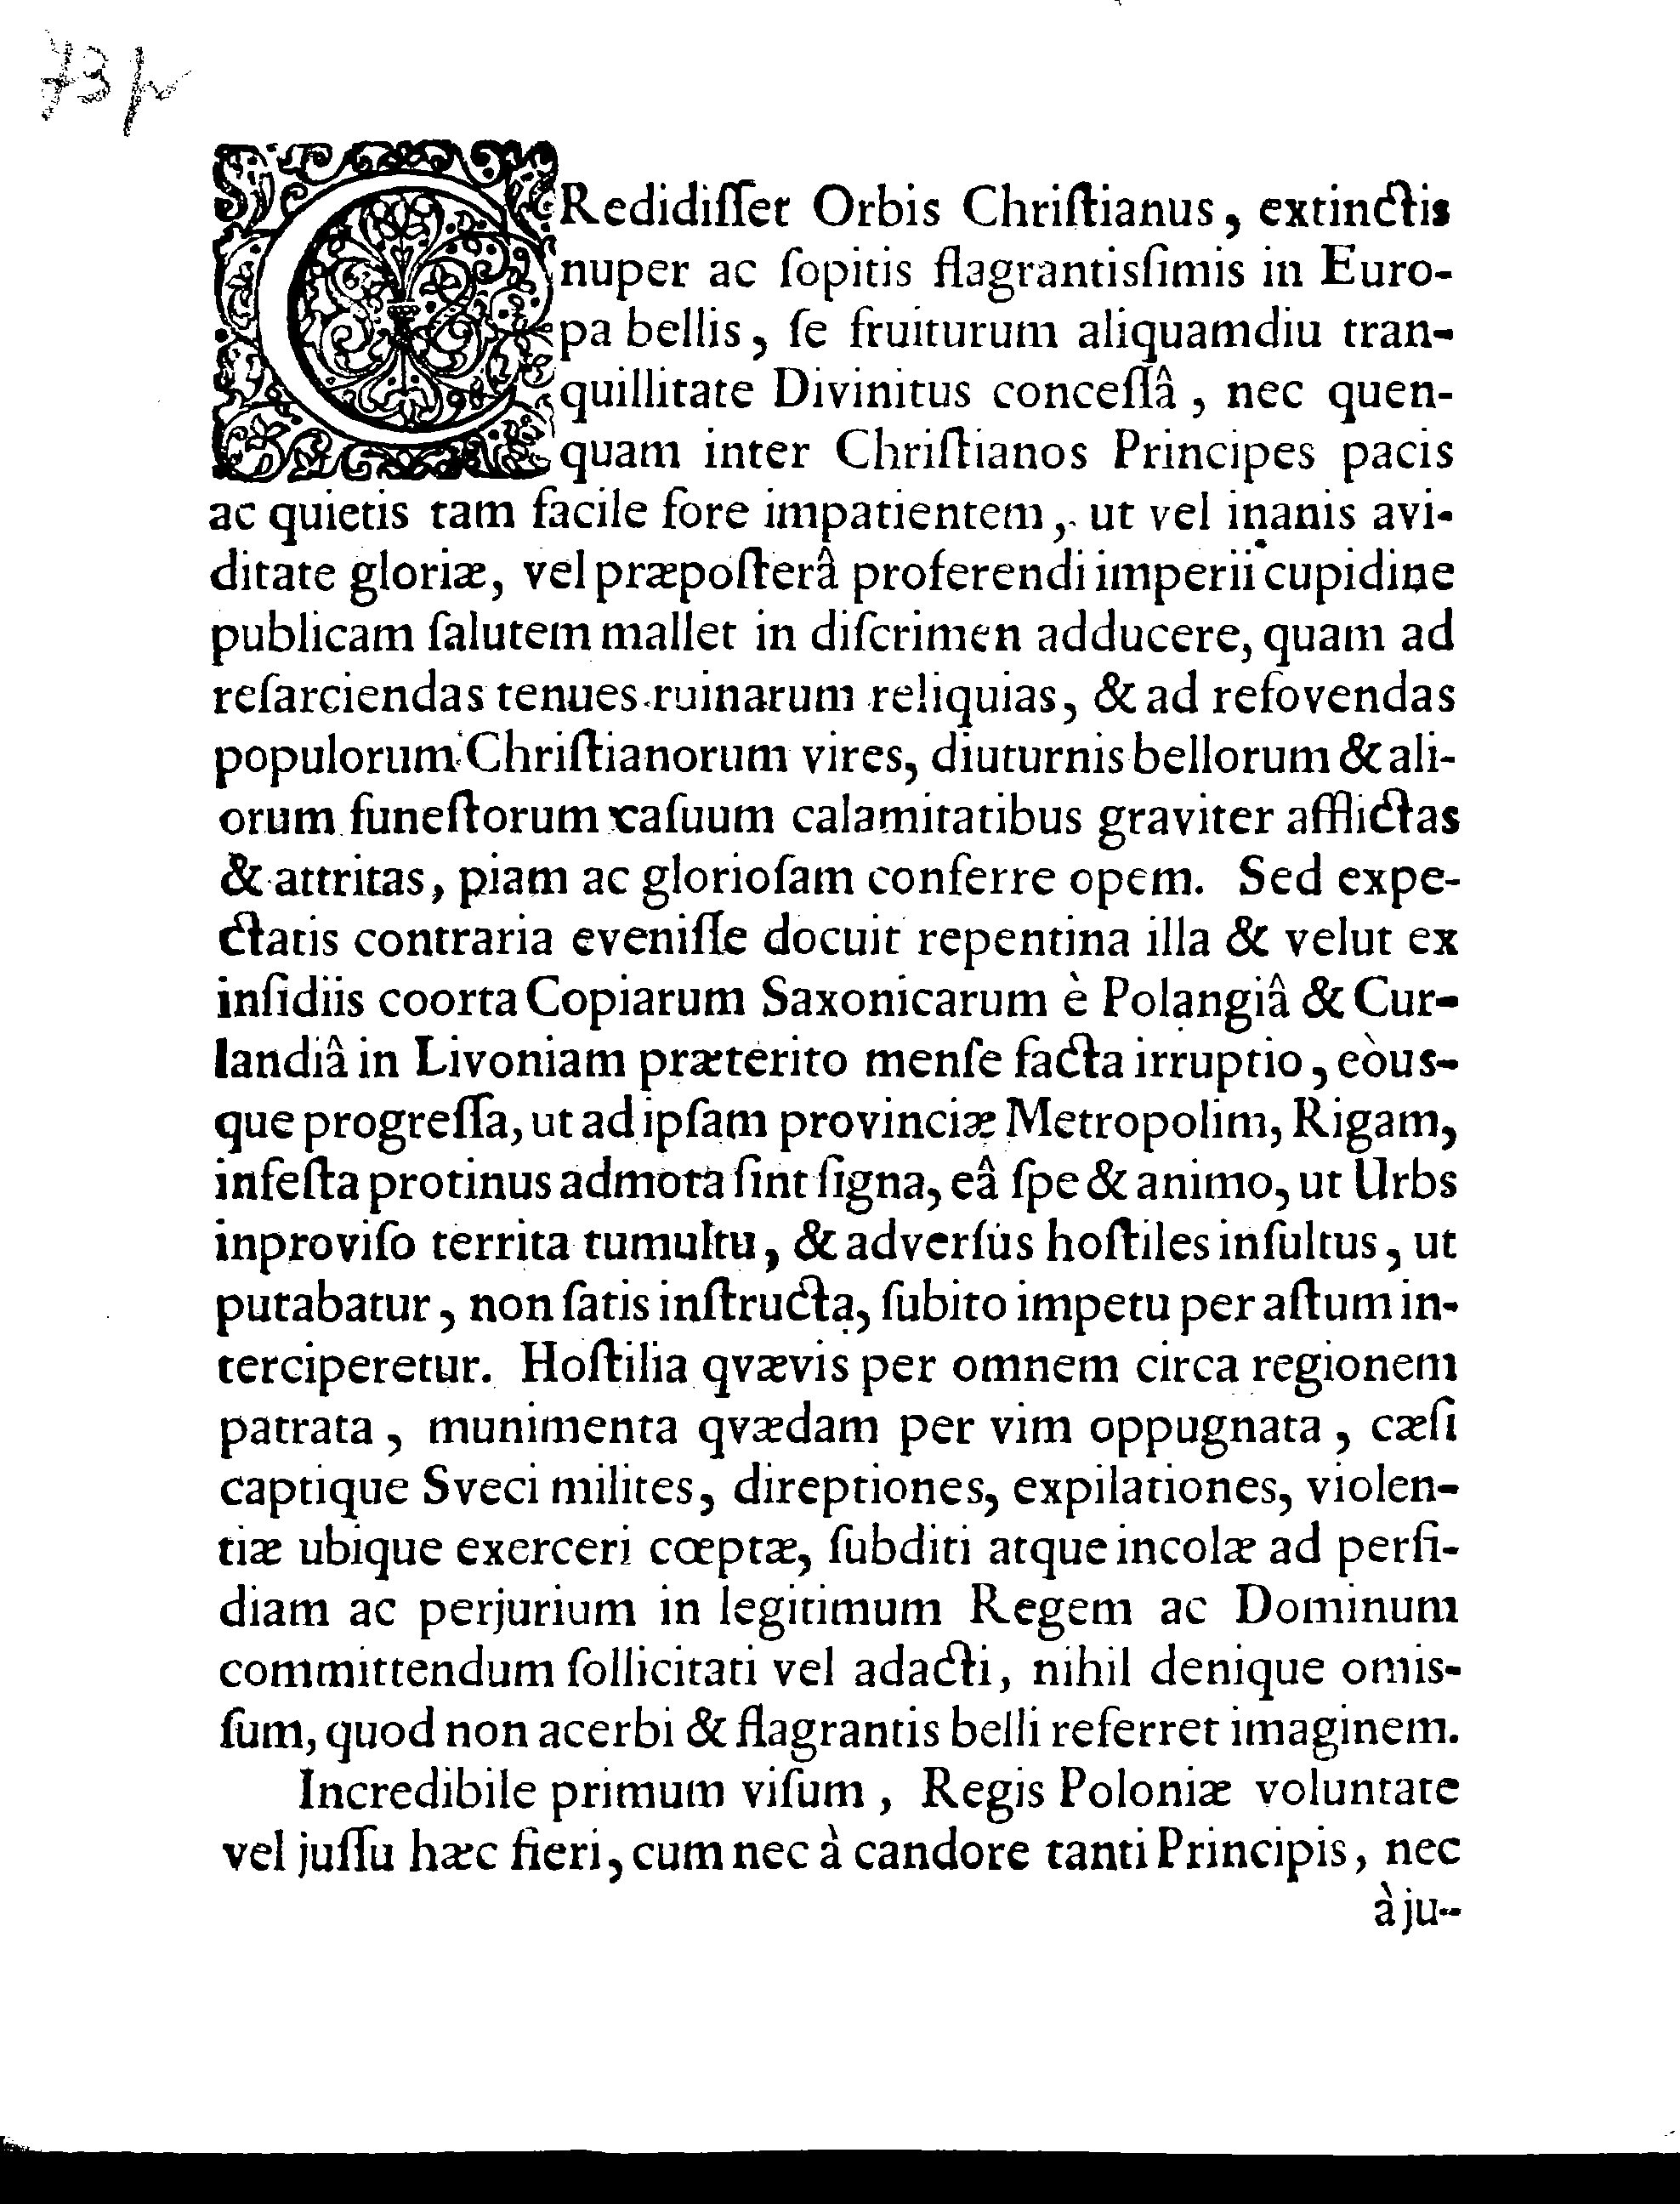 CRedidiſſet Orbis Chriſtianus, extinctis
nuper ac ſopitis flagrantisſimis in Euro-
pa bellis, ſe fruiturum aliquamdiu tran-
quillitate Divinitus conceſſâ, nec quen-
quam inter Chriſtianos Principes pacis
ac quietis tam facile fore impatientem, ut vel inanis avi-
ditate gloriæ, vel præpoſterâ proferendi imperii cupidine
publicam ſalutem mallet in diſcrimen adducere, quam ad
reſarciendas tenues ruinarum reliquias, & ad refovendas
populorum Chriſtianorum vires, diuturnis bellorum & ali-
orum funeſtorum caſuum calamitatibus graviter afflictas
& attritas, piam ac glorioſam conferre opem. Sed expe-
ctatis contraria eveniſſe docuit repentina illa & velut ex
inſidiis coorta Copiarum Saxonicarum è Polangiâ & Cur-
landiâ in Livoniam præterito menſe facta irruptio, eòus-
que progreſſa, ut ad ipſam provinciæ Metropolim, Rigam,
infeſta protinus admota ſint ſigna, eâ ſpe & animo, ut Urbs
inproviſo territa tumultu, & adverſus hoſtiles inſultus, ut
putabatur, non ſatis inſtructa, ſubito impetu per aſtum in-
terciperetur. Hoſtilia qvævis per omnem circa regionem
patrata, munimenta qvædam per vim oppugnata, cæſi
captique Sveci milites, direptiones, expilationes, violen-
tiæ ubique exerceri cœptæ, ſubditi atque incolæ ad perfi-
diam ac perjurium in legitimum Regem ac Dominum
committendum ſollicitati vel adacti, nihil denique omis-
ſum, quod non acerbi & flagrantis belli referret imaginem.
Incredibile primum viſum, Regis Poloniæ voluntate
vel juſſu hæc fieri, cum nec à candore tanti Principis, nec
à ju-